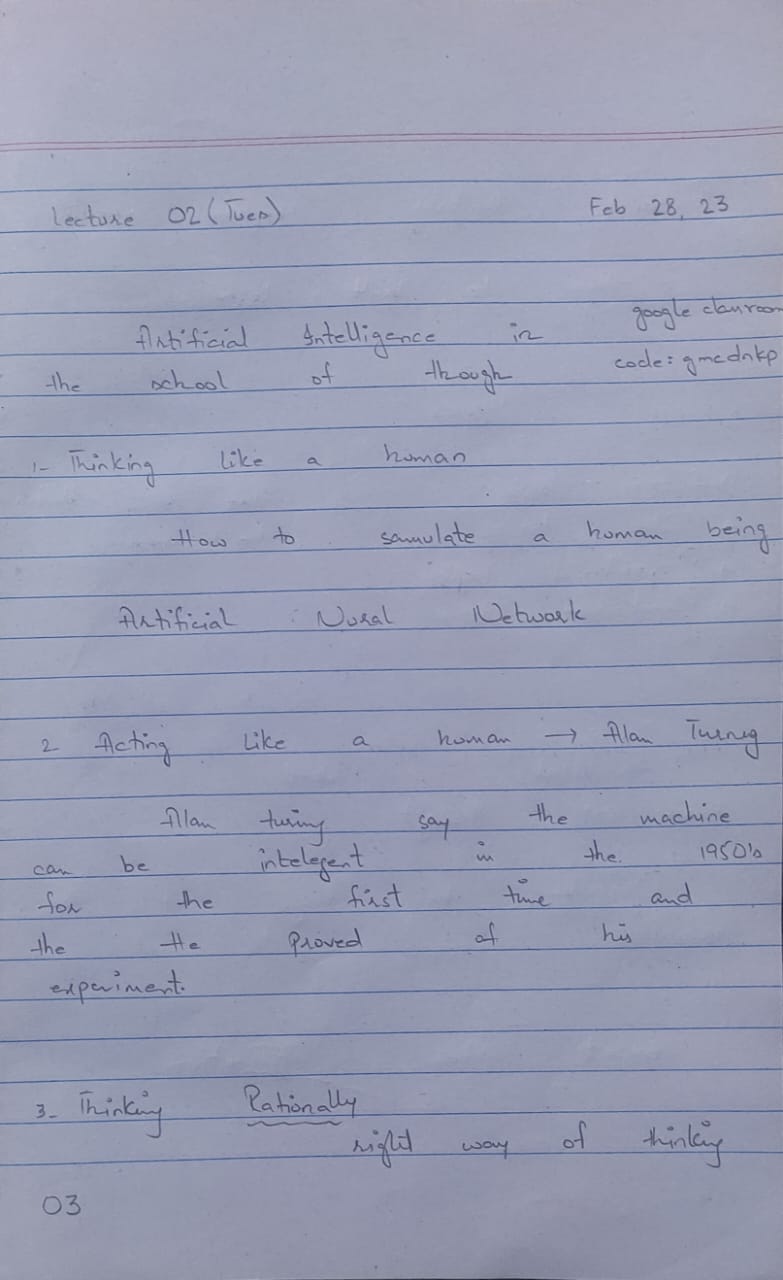 Lecture 02 (Tues) Feb 28, 23
google classroom
Artificial Intelligence in
code: gmcdnkp
the school of though
1- Thinking like a human
How to samulate a human being
Artificial Nural Network
2 Acting like a human → Alan Turing
Allan turing say the machine
can be intelegent in the 1950's
for the first time and
the He proved of his
experiment.
3- Thinking Rationally
right way of thinking
03